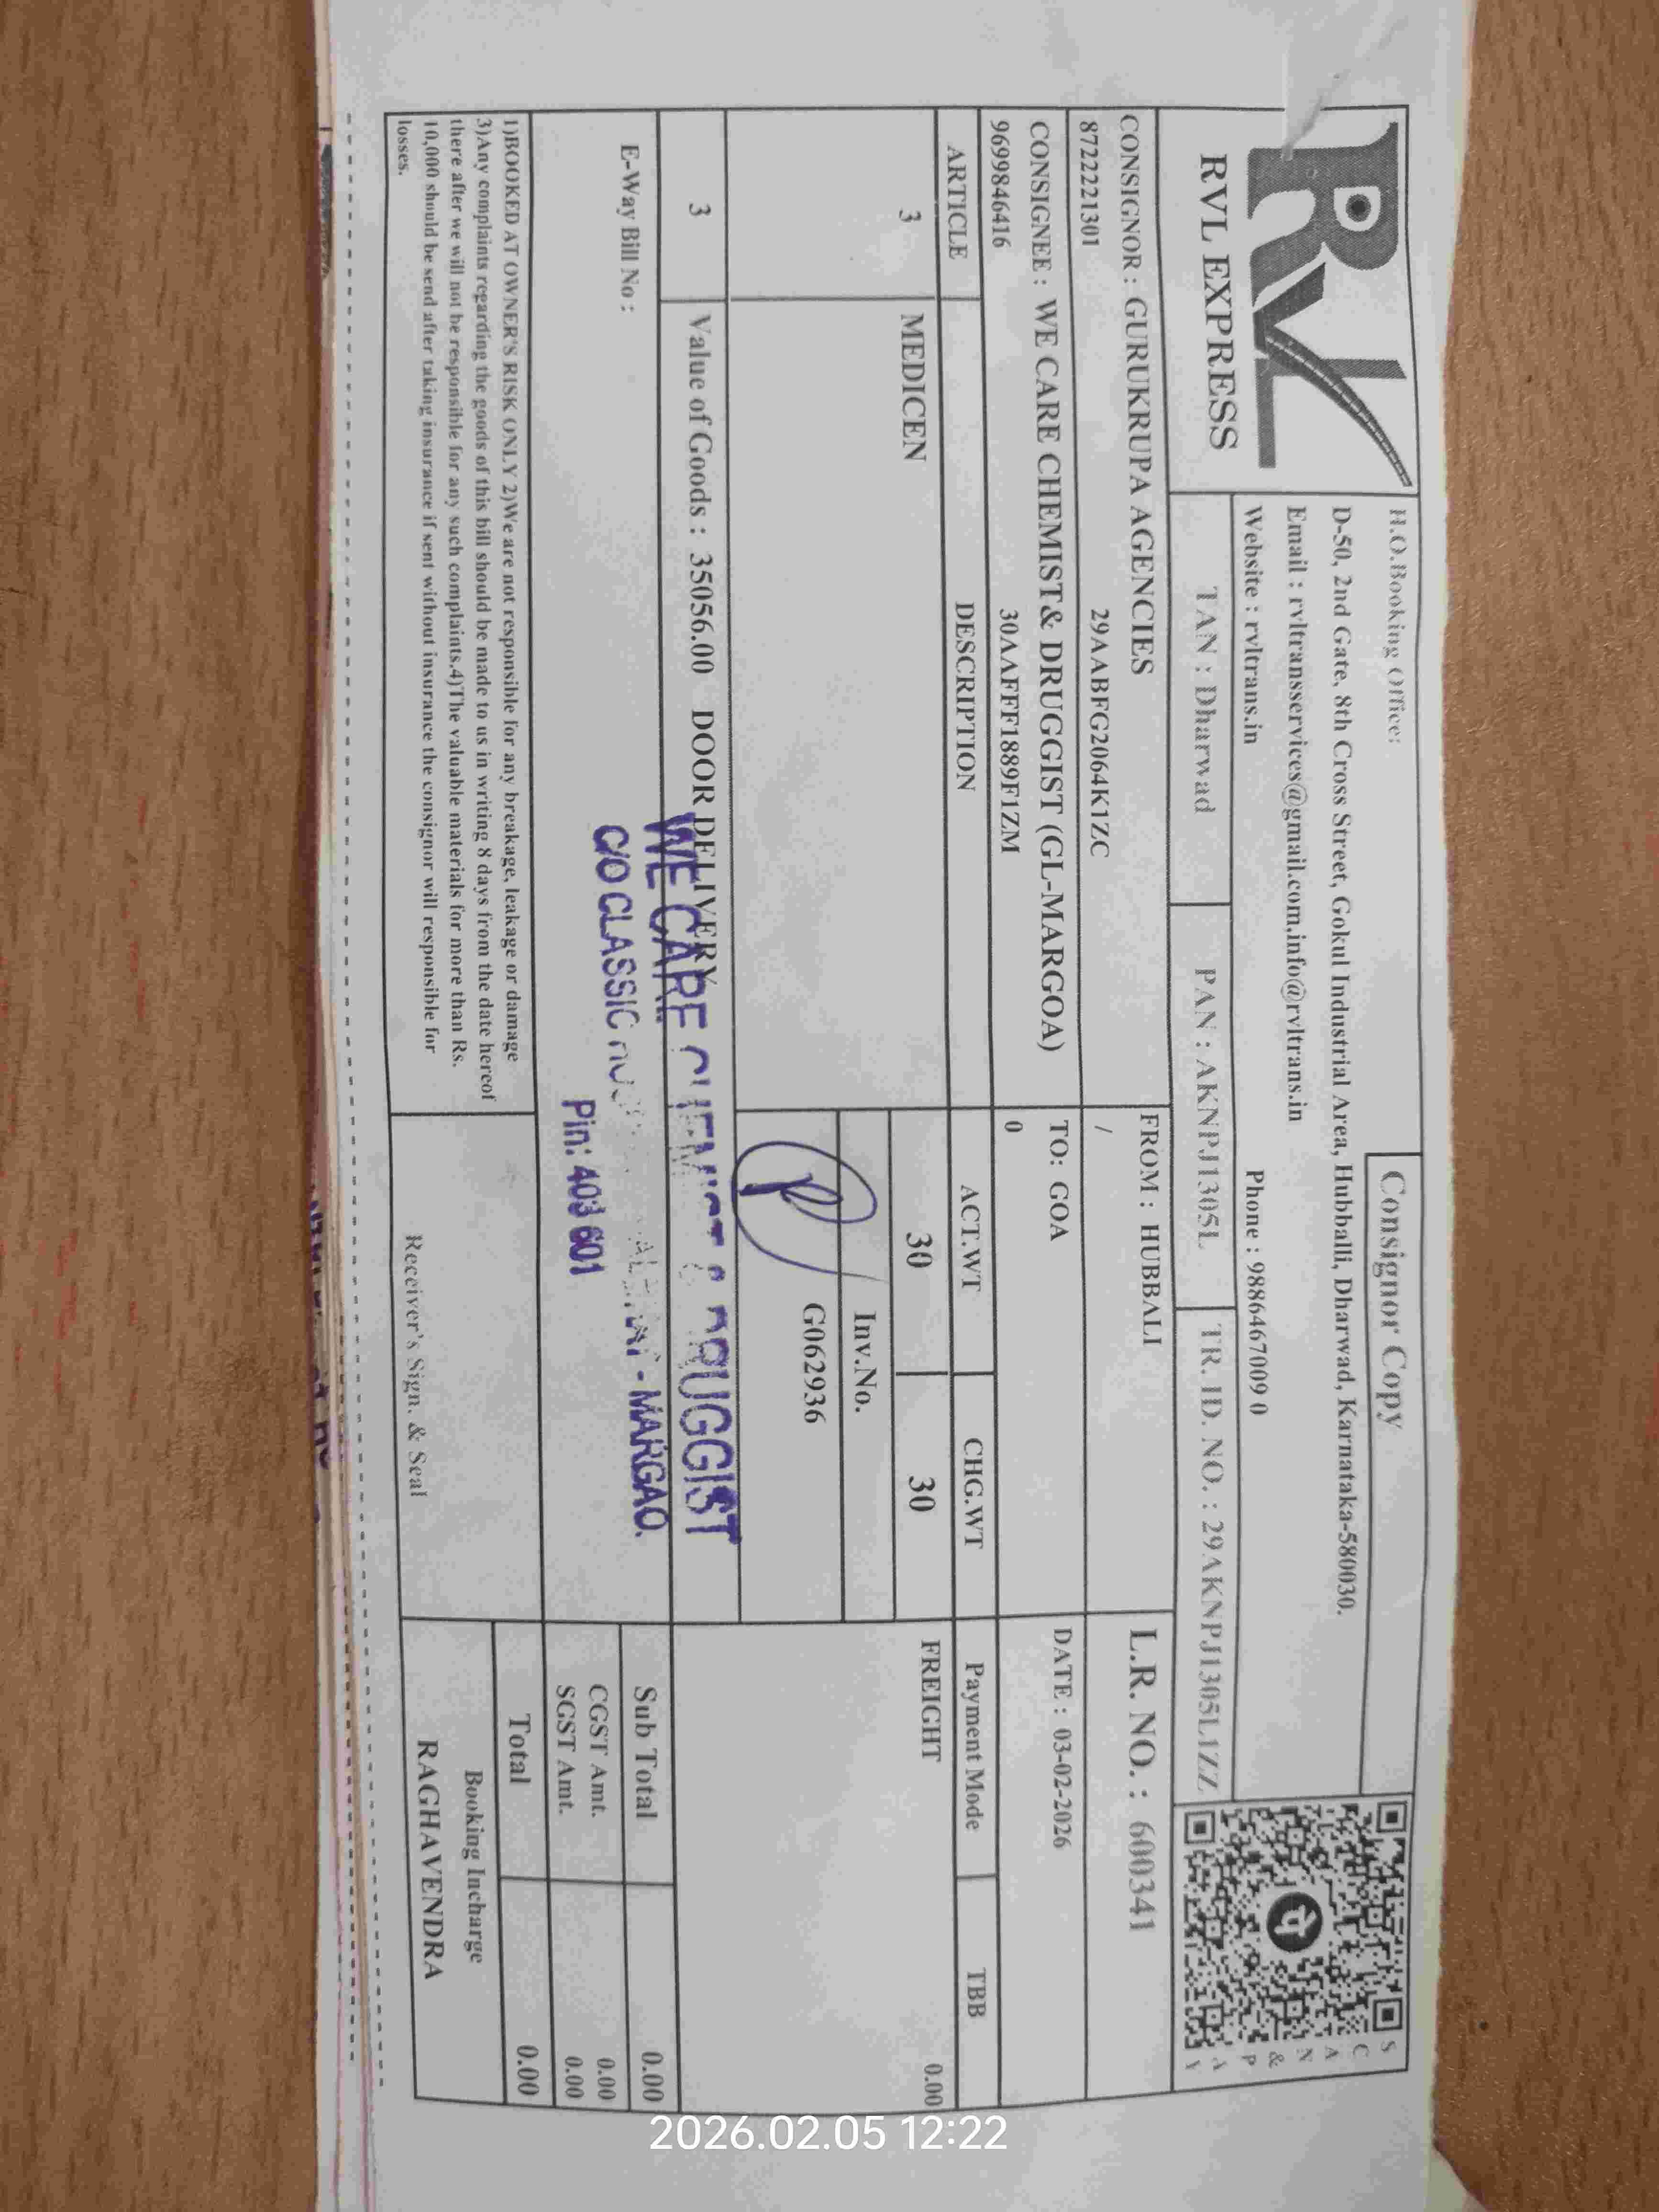 RVL EXPRESS
Consignor Copy
H.O.Booking Office:
D-50, 2nd Gate, 8th Cross Street, Gokul Industrial Area, Hubballi, Dharwad, Karnataka-580030.
Email : rvltransservices@gmail.com,info@rvltrans.in
Website : rvltrans.in Phone : 9886467009 0
TAN : Dharwad PAN : AKNPJ1305L TR. ID. NO. : 29AKNPJ1305L1ZZ
SCAN & PAY
CONSIGNOR : GURUKRUPA AGENCIES FROM : HUBBALI L.R. NO. : 600341
8722221301 29AABFG2064K1ZC /
CONSIGNEE : WE CARE CHEMIST& DRUGGIST (GL-MARGOA) TO: GOA DATE : 03-02-2026
9699846416 30AAFFF1889F1ZM 0
ARTICLE DESCRIPTION ACT.WT CHG.WT Payment Mode TBB
3 MEDICEN 30 30 FREIGHT 0.00
Inv.No.
G062936
3 Value of Goods : 35056.00 DOOR DELIVERY
WE CARE CHEMIST & DRUGGIST
C/O CLASSIC - MARGAO.
Pin: 403 601
E-Way Bill No :
Sub Total 0.00
CGST Amt. 0.00
SGST Amt. 0.00
Total 0.00
1)BOOKED AT OWNER'S RISK ONLY 2)We are not responsible for any breakage, leakage or damage
3)Any complaints regarding the goods of this bill should be made to us in writing 8 days from the date hereof
there after we will not be responsible for any such complaints.4)The valuable materials for more than Rs.
10,000 should be send after taking insurance if sent without insurance the consignor will responsible for
losses.
Receiver's Sign. & Seal
Booking Incharge
RAGHAVENDRA
2026.02.05 12:22